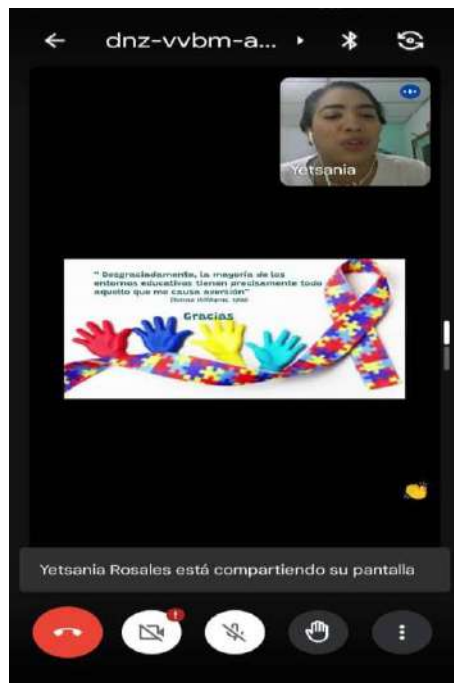 dnz-vvbm-a...
Yetsania
" Desgraciadamente, la mayoría de los
entornos educativos tienen precisamente todo
aquello que me causa aversión"
Gracias
Yetsania Rosales está compartiendo su pantalla